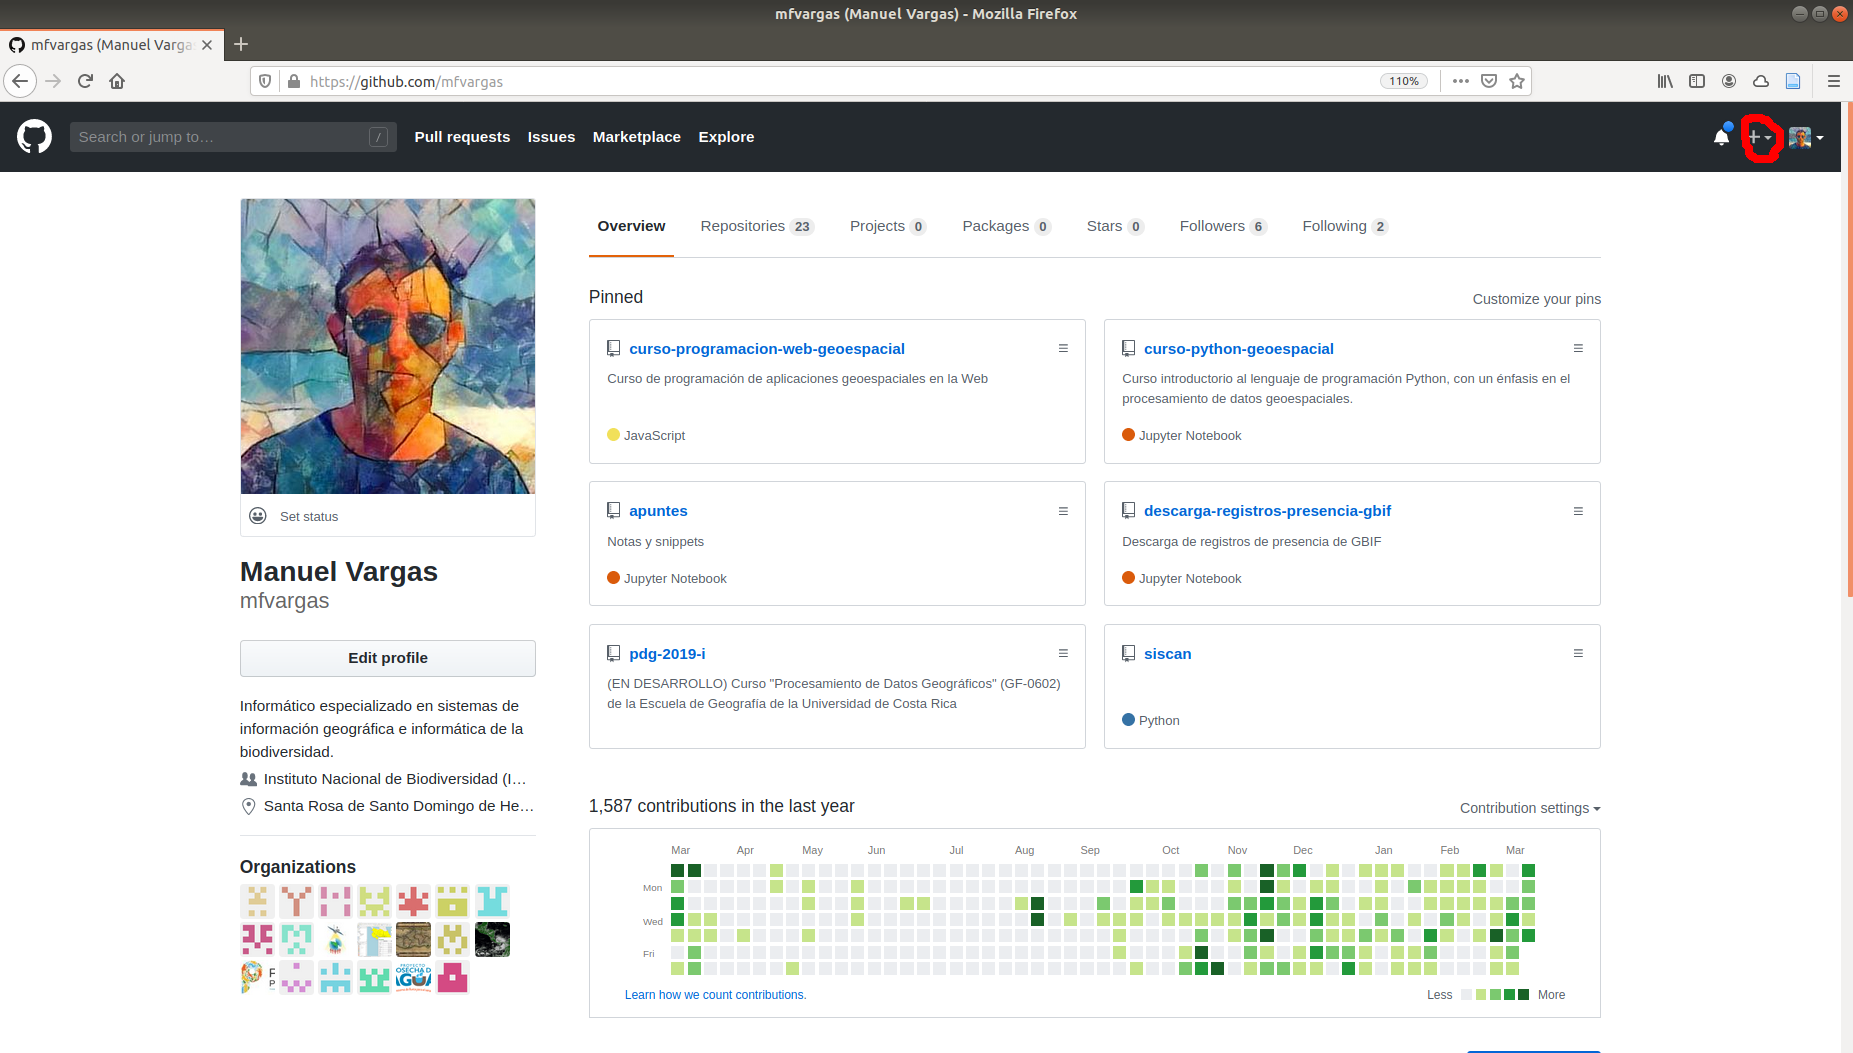 mfvargas (Manuel Vargas) - Mozilla Firefox
mfvargas (Manuel Varga
https://github.com/mfvargas
110%
Search or jump to…
/
Pull requests
Issues
Marketplace
Explore
Overview
Repositories 23
Projects 0
Packages 0
Stars 0
Followers 6
Following 2
Set status
Manuel Vargas
mfvargas
Edit profile
Informático especializado en sistemas de
información geográfica e informática de la
biodiversidad.
Instituto Nacional de Biodiversidad (I…
Santa Rosa de Santo Domingo de He…
Organizations
F
P
PROYECTO
OSECHA D
AGUA
Pinned
Customize your pins
curso-programacion-web-geoespacial
Curso de programación de aplicaciones geoespaciales en la Web
JavaScript
curso-python-geoespacial
Curso introductorio al lenguaje de programación Python, con un énfasis en el
procesamiento de datos geoespaciales.
Jupyter Notebook
apuntes
Notas y snippets
Jupyter Notebook
descarga-registros-presencia-gbif
Descarga de registros de presencia de GBIF
Jupyter Notebook
pdg-2019-i
(EN DESARROLLO) Curso "Procesamiento de Datos Geográficos" (GF-0602)
de la Escuela de Geografía de la Universidad de Costa Rica
siscan
Python
1,587 contributions in the last year
Contribution settings
Mar Apr May Jun Jul Aug Sep Oct Nov Dec Jan Feb Mar
Mon
Wed
Fri
Learn how we count contributions.
Less
More